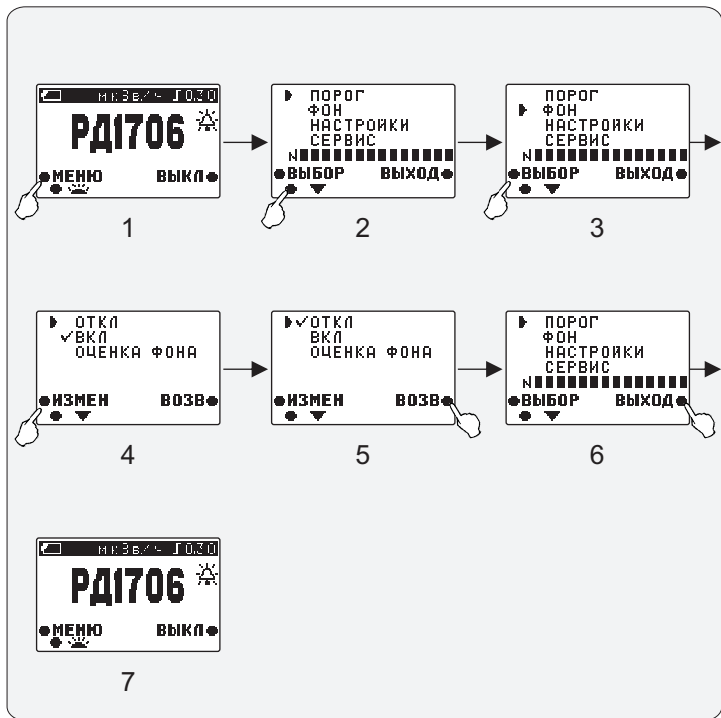 мкЗв/ч 0.30
РД1706
МЕНЮ ВЫКЛ
1
ПОРОГ
ФОН
НАСТРОЙКИ
СЕРВИС
N
ВЫБОР ВЫХОД
2
ПОРОГ
ФОН
НАСТРОЙКИ
СЕРВИС
N
ВЫБОР ВЫХОД
3
ОТКЛ
ВКЛ
ОЦЕНКА ФОНА
ИЗМЕН ВОЗВ
4
ОТКЛ
ВКЛ
ОЦЕНКА ФОНА
ИЗМЕН ВОЗВ
5
ПОРОГ
ФОН
НАСТРОЙКИ
СЕРВИС
N
ВЫБОР ВЫХОД
6
мкЗв/ч 0.30
РД1706
МЕНЮ ВЫКЛ
7